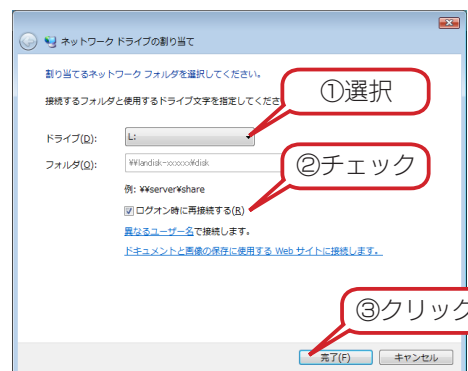 ネットワーク ドライブの割り当て
割り当てるネットワーク フォルダを選択してください。
接続するフォルダと使用するドライブ文字を指定してくださ
①選択
ドライブ(D): L:
フォルダ(O): ¥¥landisk-xxxxxx¥disk
②チェック
例: ¥¥server¥share
ログオン時に再接続する(R)
異なるユーザー名で接続します。
ドキュメントと画像の保存に使用する Web サイトに接続します。
③クリック
完了(F) キャンセル